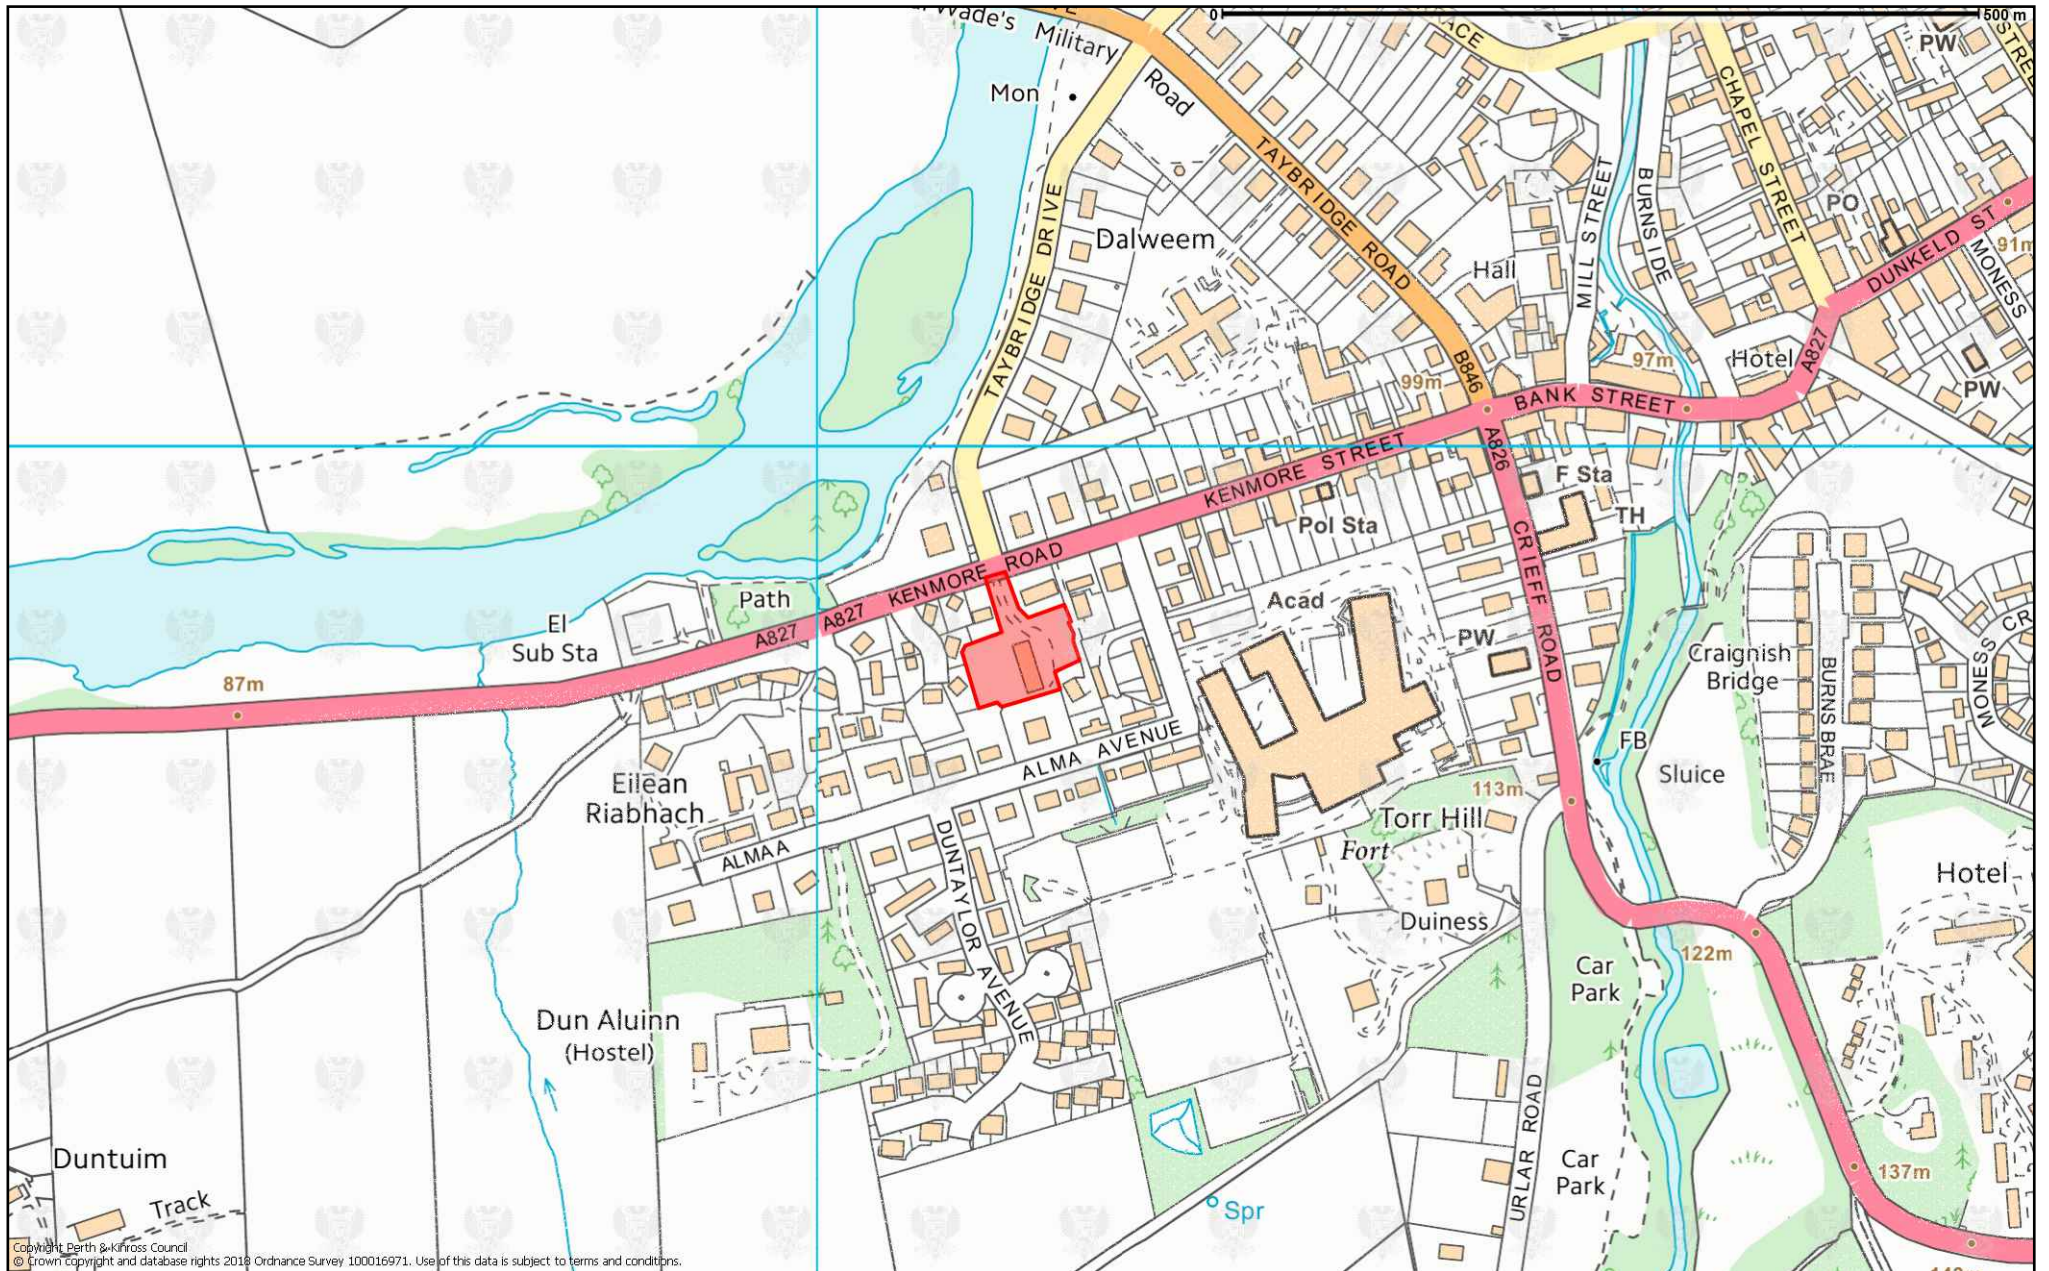 Wade's Military
Road
0
500 m
PW
Mon
CHAPEL STREET
TAYBRIDGE ROAD
TAYBRIDGE DRIVE
MILL STREET
BURNSIDE
PO
Dalweem
Hall
DUNKELD ST
91m
MONESS
B846
99m
97m
Hotel
A827
PW
BANK STREET
KENMORE STREET
A826
F Sta
Pol Sta
TH
CRIEFF ROAD
KENMORE ROAD
Path
A827
A827
El
Sub Sta
87m
Acad
PW
Craignish
Bridge
BURNS BRAE
MONESS CR
ALMA AVENUE
FB
Sluice
Eilean
Riabhach
113m
Torr Hill
Fort
ALMA A
DUNTAYLOR AVENUE
Hotel
Duiness
122m
Car
Park
Dun Aluinn
(Hostel)
URLAR ROAD
Duntuim
Track
Car
Park
137m
Spr
Copyright Perth & Kinross Council
© Crown copyright and database rights 2018 Ordnance Survey 100016971. Use of this data is subject to terms and conditions.